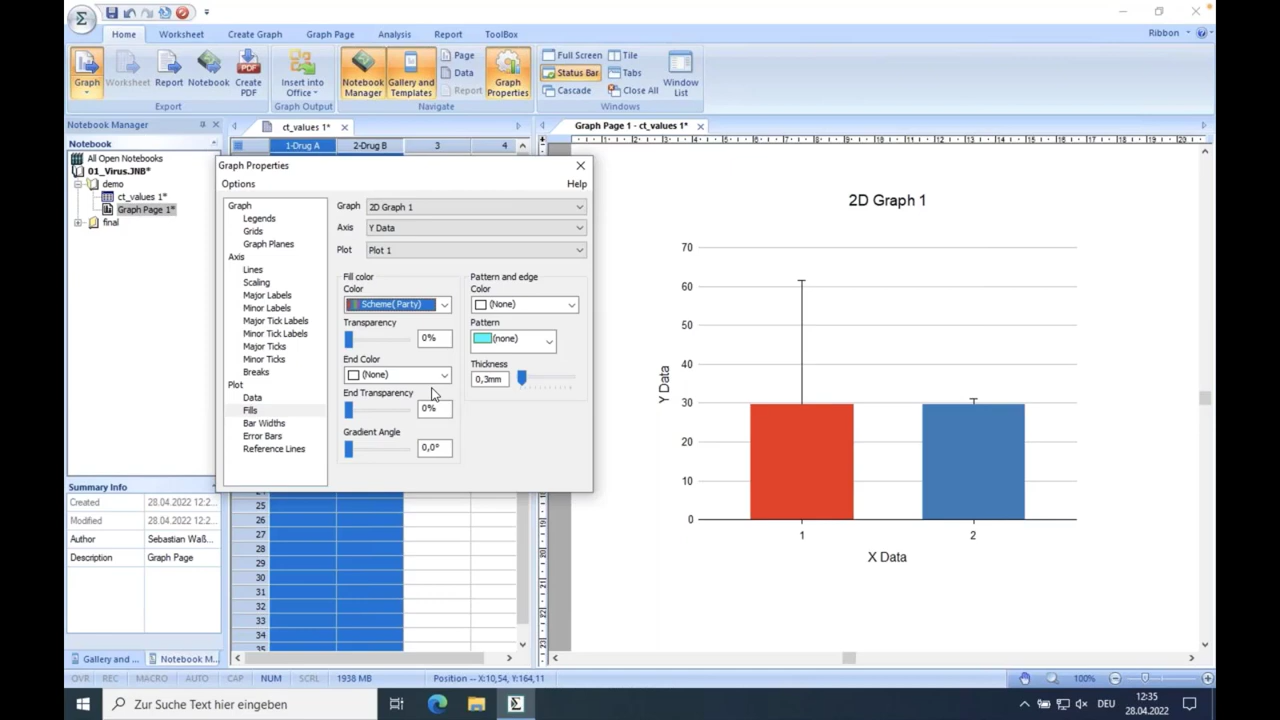 Home Worksheet Create Graph Graph Page Analysis Report ToolBox Ribbon
Graph Worksheet Report Notebook Create PDF
Export
Insert into Office
Graph Output
Notebook Manager Gallery and Templates
Page
Data
Report
Graph Properties
Navigate
Full Screen Tile
Status Bar Tabs
Cascade Close All
Window List
Windows
Notebook Manager
Notebook
All Open Notebooks
01_Virus.JNB*
demo
ct_values 1*
Graph Page 1*
final
Summary Info
Created 28.04.2022 12:2...
Modified 28.04.2022 12:2...
Author Sebastian Waß...
Description Graph Page
Gallery and ... Notebook M...
ct_values 1*
1-Drug A 2-Drug B 3 4
25
26
27
28
29
30
31
32
33
34
35
Graph Properties
Options Help
Graph
Legends
Grids
Graph Planes
Axis
Lines
Scaling
Major Labels
Minor Labels
Major Tick Labels
Minor Tick Labels
Major Ticks
Minor Ticks
Breaks
Plot
Data
Fills
Bar Widths
Error Bars
Reference Lines
Graph 2D Graph 1
Axis Y Data
Plot Plot 1
Fill color
Color
Scheme( Party)
Transparency
0%
End Color
(None)
End Transparency
0%
Gradient Angle
0,0°
Pattern and edge
Color
(None)
Pattern
(none)
Thickness
0,3mm
Graph Page 1 - ct_values 1*
2D Graph 1
70
60
50
40
30
20
10
0
Y Data
1 2
X Data
OVR REC MACRO AUTO CAP NUM SCRL 1938 MB Position -- X:10,54, Y:164,11 100%
Zur Suche Text hier eingeben
DEU
12:35
28.04.2022